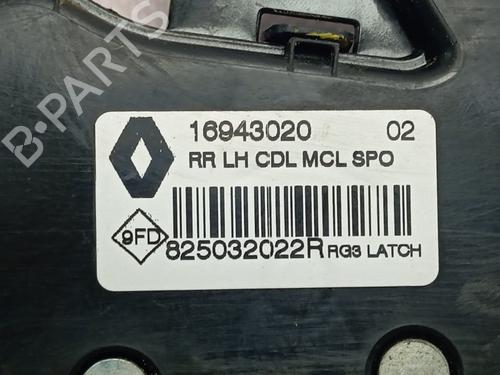 16943020 02
RR LH CDL MCL SPO
9FD 825032022R RG3 LATCH
B-PARTS